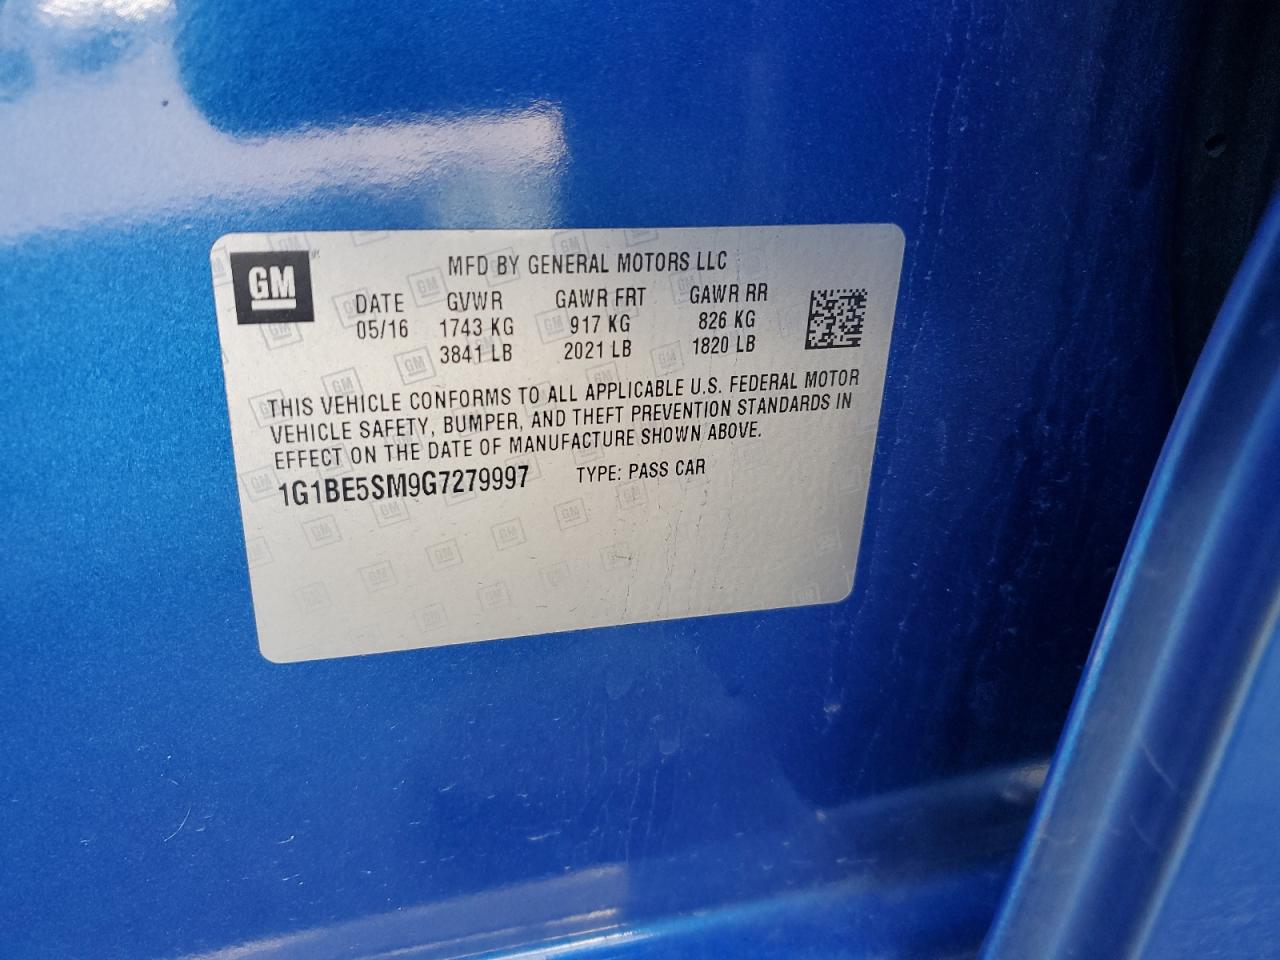 GM
MFD BY GENERAL MOTORS LLC
DATE GVWR GAWR FRT GAWR RR
05/16 1743 KG 917 KG 826 KG
3841 LB 2021 LB 1820 LB
THIS VEHICLE CONFORMS TO ALL APPLICABLE U.S. FEDERAL MOTOR
VEHICLE SAFETY, BUMPER, AND THEFT PREVENTION STANDARDS IN
EFFECT ON THE DATE OF MANUFACTURE SHOWN ABOVE.
1G1BE5SM9G7279997 TYPE: PASS CAR